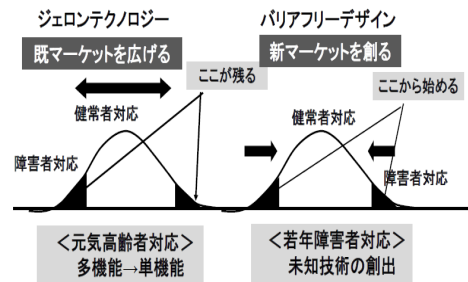 ジェロンテクノロジー
既マーケットを広げる
ここが残る
健常者対応
障害者対応
＜元気高齢者対応＞
多機能→単機能
バリアフリーデザイン
新マーケットを創る
ここから始める
健常者対応
障害者対応
＜若年障害者対応＞
未知技術の創出